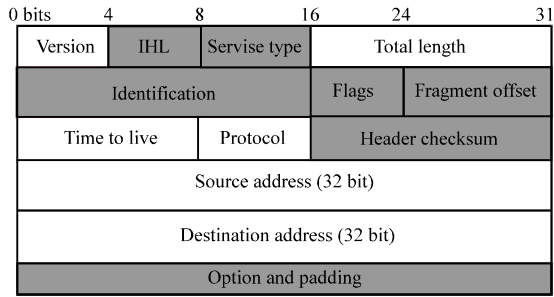 0 bits 4 8 16 24 31
Version IHL Servise type Total length
Identification Flags Fragment offset
Time to live Protocol Header checksum
Source address (32 bit)
Destination address (32 bit)
Option and padding